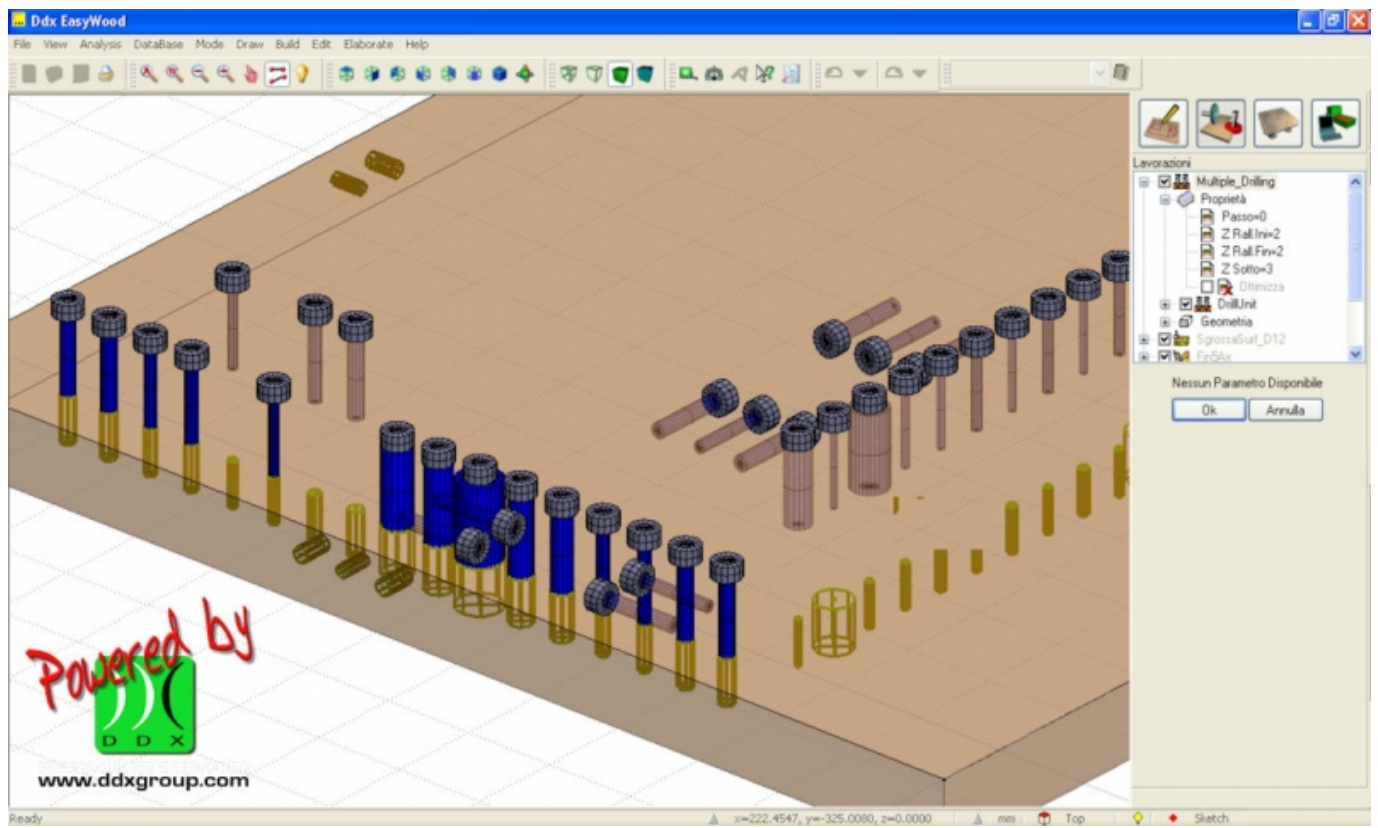 Ddx EasyWood
File View Analysis DataBase Mode Draw Build Edit Elaborate Help
Lavorazioni
Multiple_Drilling
Proprietà
Passo=0
Z Rall.Ini=2
Z Rall.Fin=2
Z Sotto=3
Ottimizza
DrillUnit
Geometria
SgrossaSurf_D12
Fin5Ax
Nessun Parametro Disponibile
Ok Annulla
Powered by
DDX
www.ddxgroup.com
Ready x=222.4547, y=-325.0080, z=0.0000 mm Top Sketch